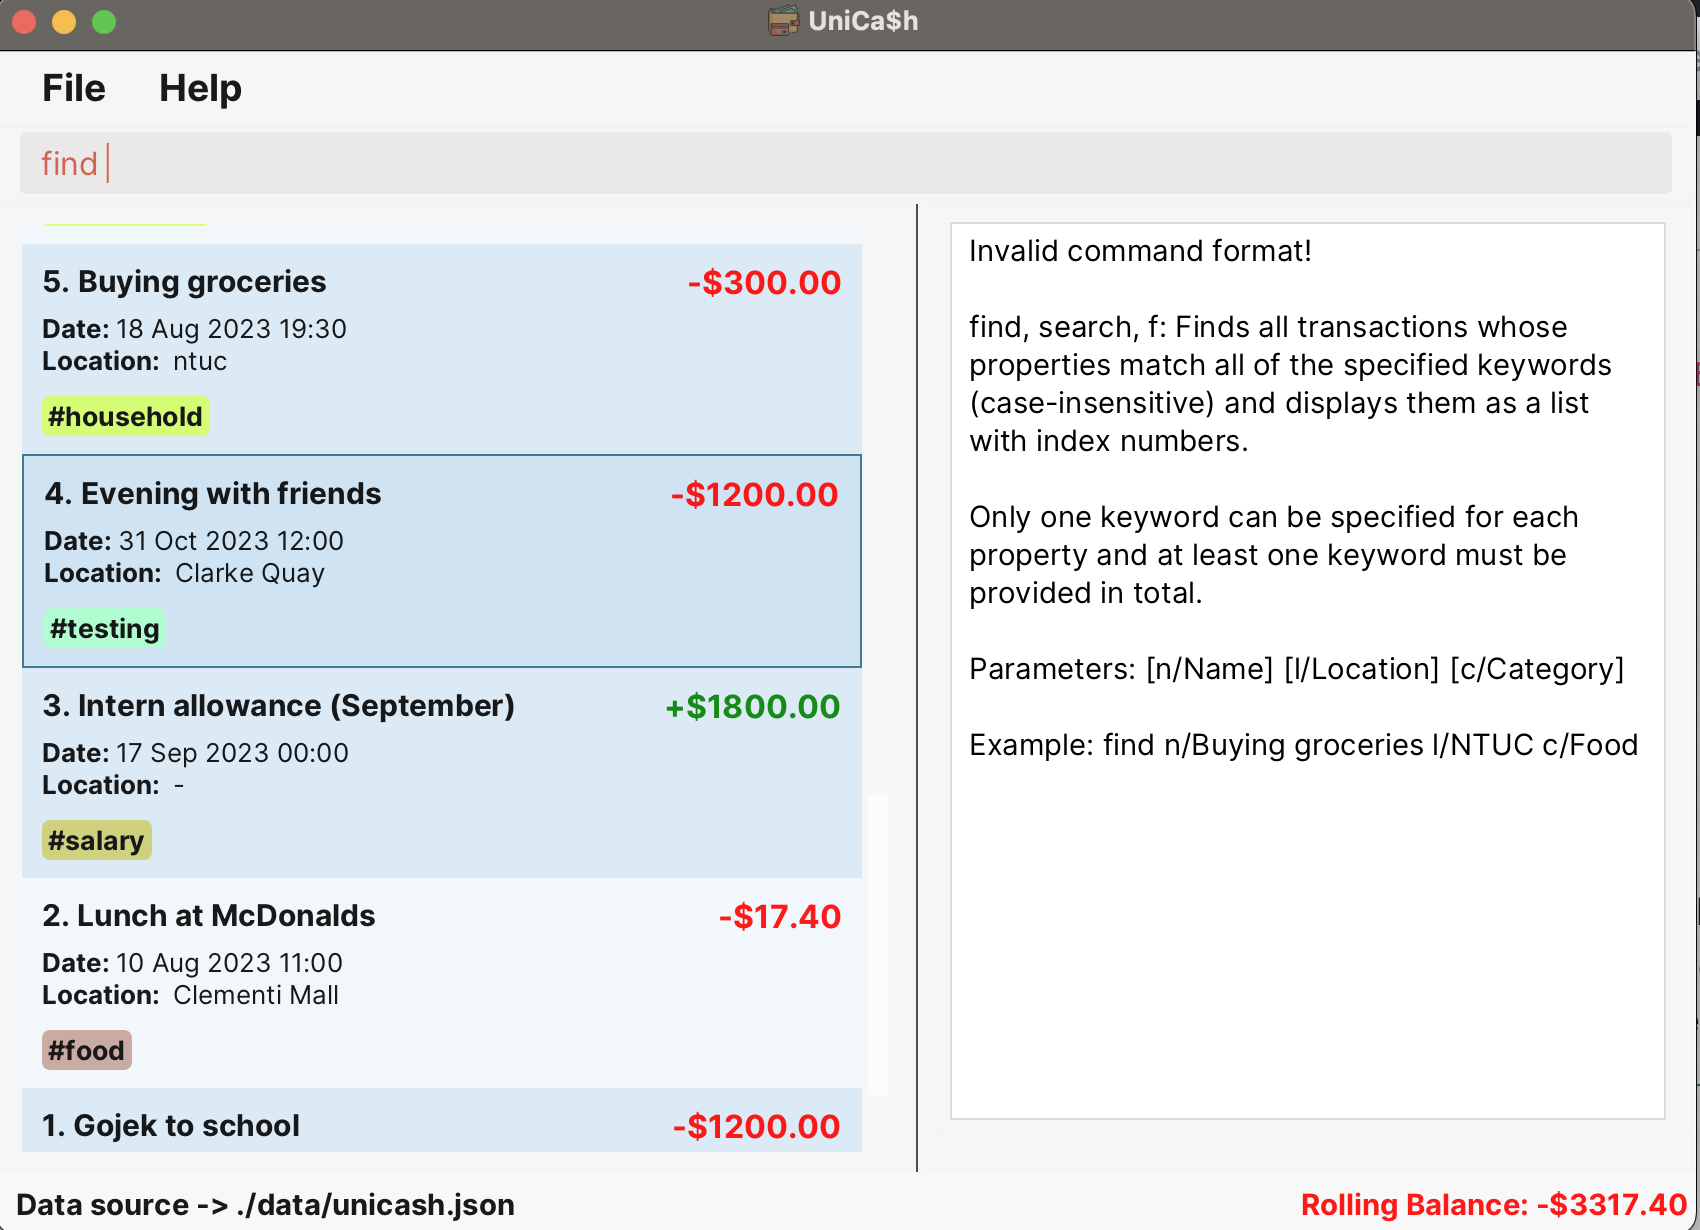 UniCa$h
File Help
find
5. Buying groceries -$300.00
Date: 18 Aug 2023 19:30
Location: ntuc
#household
4. Evening with friends -$1200.00
Date: 31 Oct 2023 12:00
Location: Clarke Quay
#testing
3. Intern allowance (September) +$1800.00
Date: 17 Sep 2023 00:00
Location: -
#salary
2. Lunch at McDonalds -$17.40
Date: 10 Aug 2023 11:00
Location: Clementi Mall
#food
1. Gojek to school -$1200.00
Invalid command format!
find, search, f: Finds all transactions whose
properties match all of the specified keywords
(case-insensitive) and displays them as a list
with index numbers.
Only one keyword can be specified for each
property and at least one keyword must be
provided in total.
Parameters: [n/Name] [l/Location] [c/Category]
Example: find n/Buying groceries l/NTUC c/Food
Data source -> ./data/unicash.json
Rolling Balance: -$3317.40